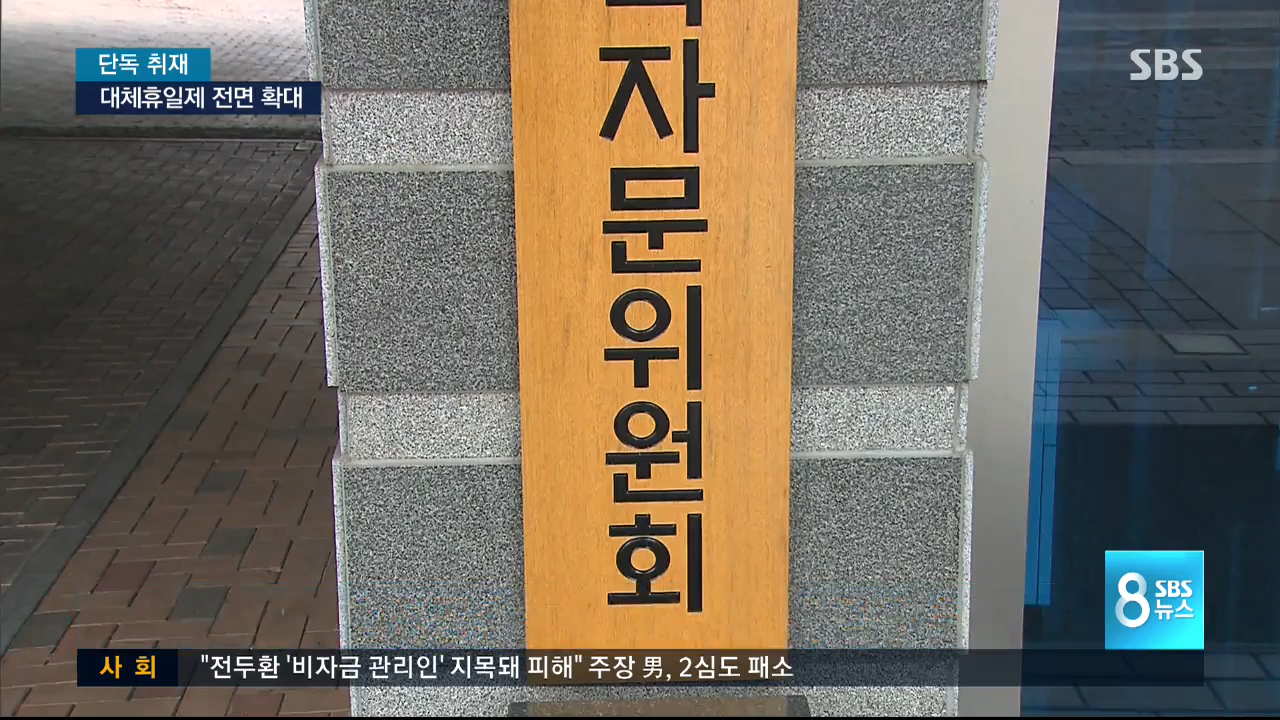 단독 취재
대체휴일제 전면 확대
SBS
자문위원회
8 SBS 뉴스
사 회
"전두환 '비자금 관리인' 지목돼 피해" 주장 男, 2심도 패소